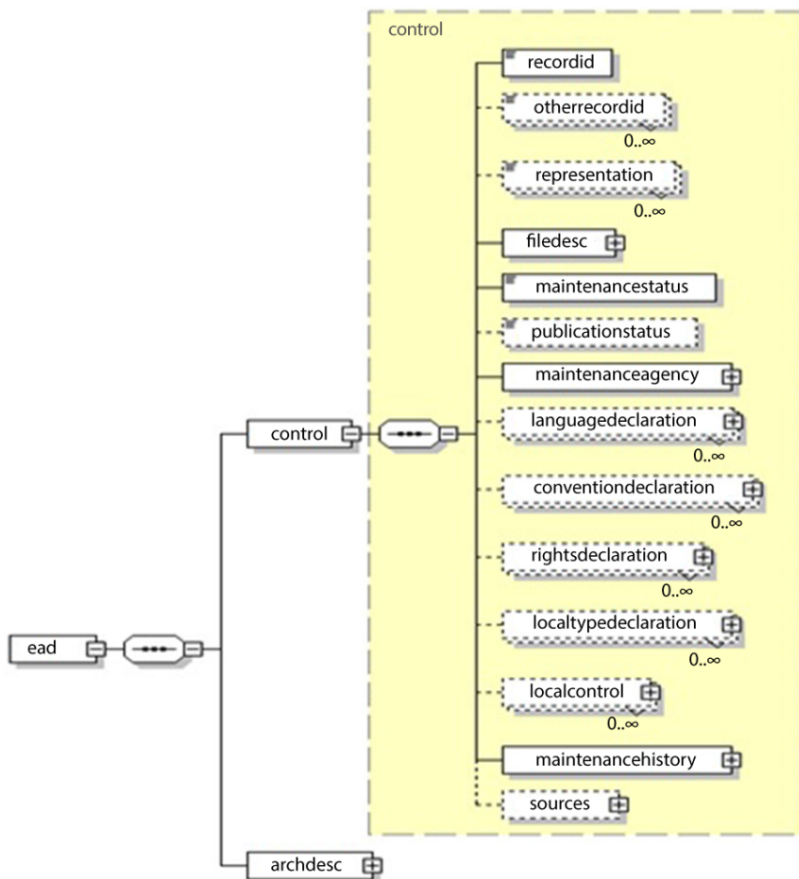 control
recordid
otherrecordid
0..∞
representation
0..∞
filedesc
maintenancestatus
publicationstatus
maintenanceagency
control
languagedeclaration
0..∞
conventiondeclaration
0..∞
rightsdeclaration
0..∞
localtypedeclaration
0..∞
ead
localcontrol
0..∞
maintenancehistory
sources
archdesc